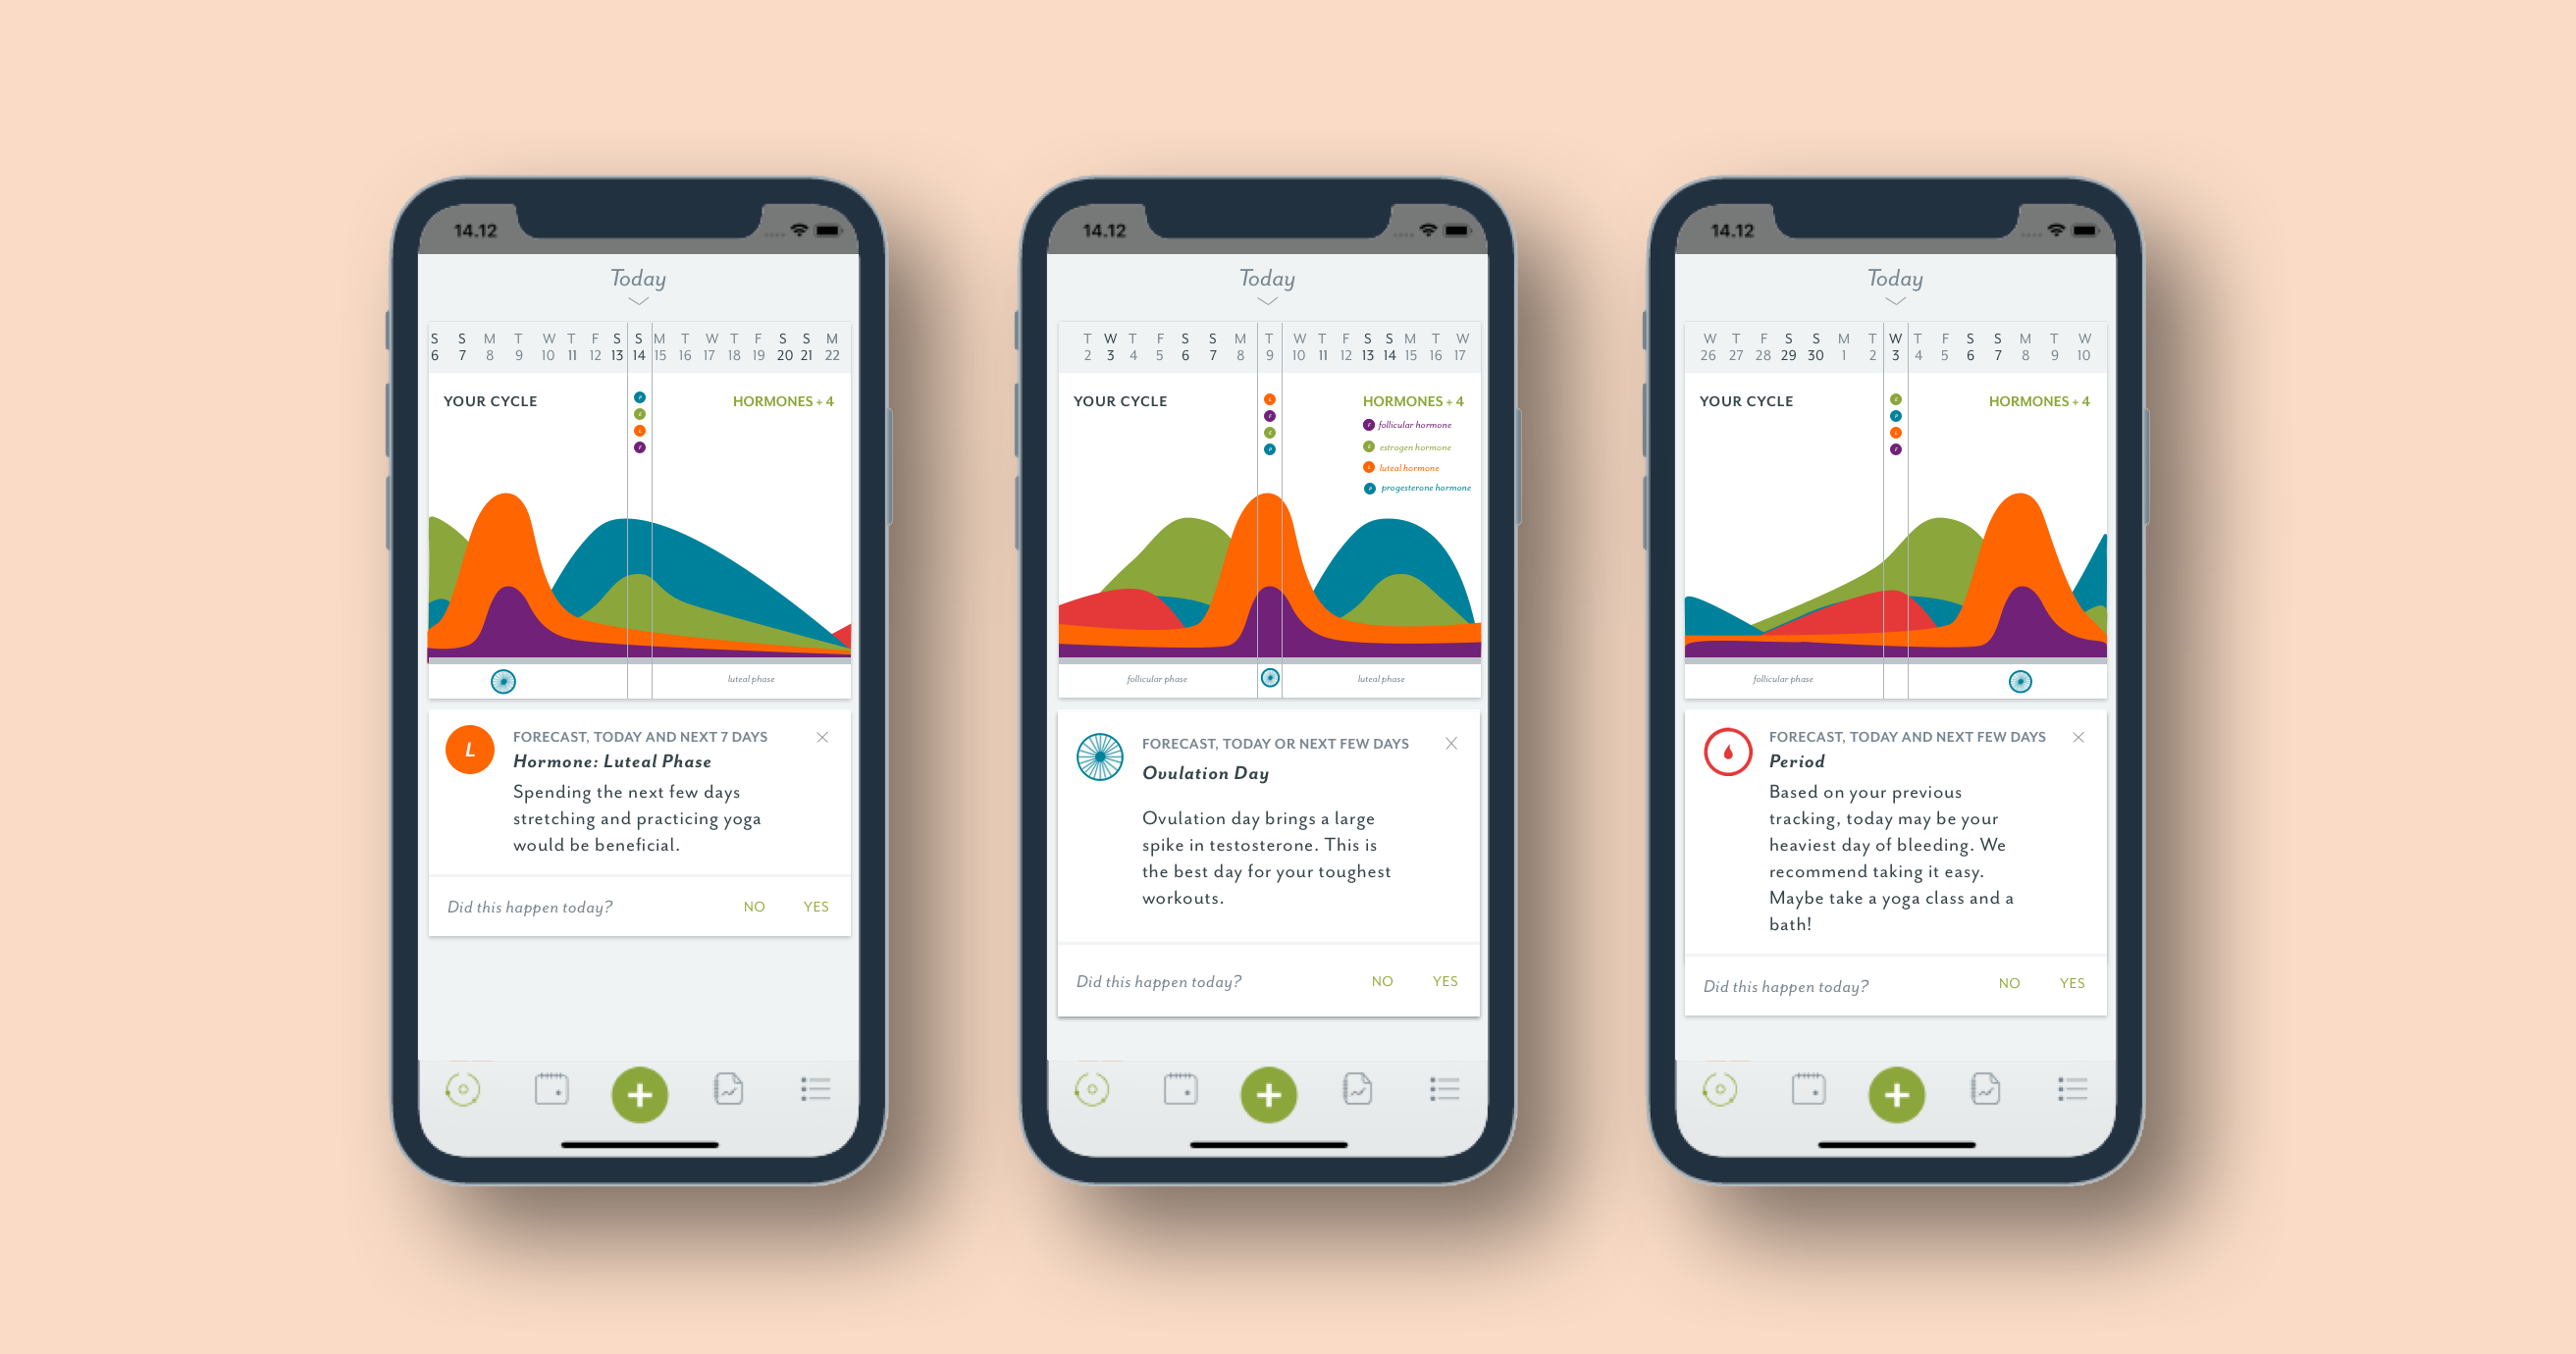 14.12
Today
S S M T W T F S S M T W T F S S M
6 7 8 9 10 11 12 13 14 15 16 17 18 19 20 21 22
YOUR CYCLE
HORMONES + 4
luteal phase
L
FORECAST, TODAY AND NEXT 7 DAYS
Hormone: Luteal Phase
Spending the next few days
stretching and practicing yoga
would be beneficial.
Did this happen today?
NO YES
14.12
Today
T W T F S S M T W T F S S M T W
2 3 4 5 6 7 8 9 10 11 12 13 14 15 16 17
YOUR CYCLE
HORMONES + 4
F follicular hormone
E estrogen hormone
L luteal hormone
P progesterone hormone
follicular phase
luteal phase
FORECAST, TODAY OR NEXT FEW DAYS
Ovulation Day
Ovulation day brings a large
spike in testosterone. This is
the best day for your toughest
workouts.
Did this happen today?
NO YES
14.12
Today
W T F S S M T W T F S S M T W
26 27 28 29 30 1 2 3 4 5 6 7 8 9 10
YOUR CYCLE
HORMONES + 4
follicular phase
FORECAST, TODAY AND NEXT FEW DAYS
Period
Based on your previous
tracking, today may be your
heaviest day of bleeding. We
recommend taking it easy.
Maybe take a yoga class and a
bath!
Did this happen today?
NO YES